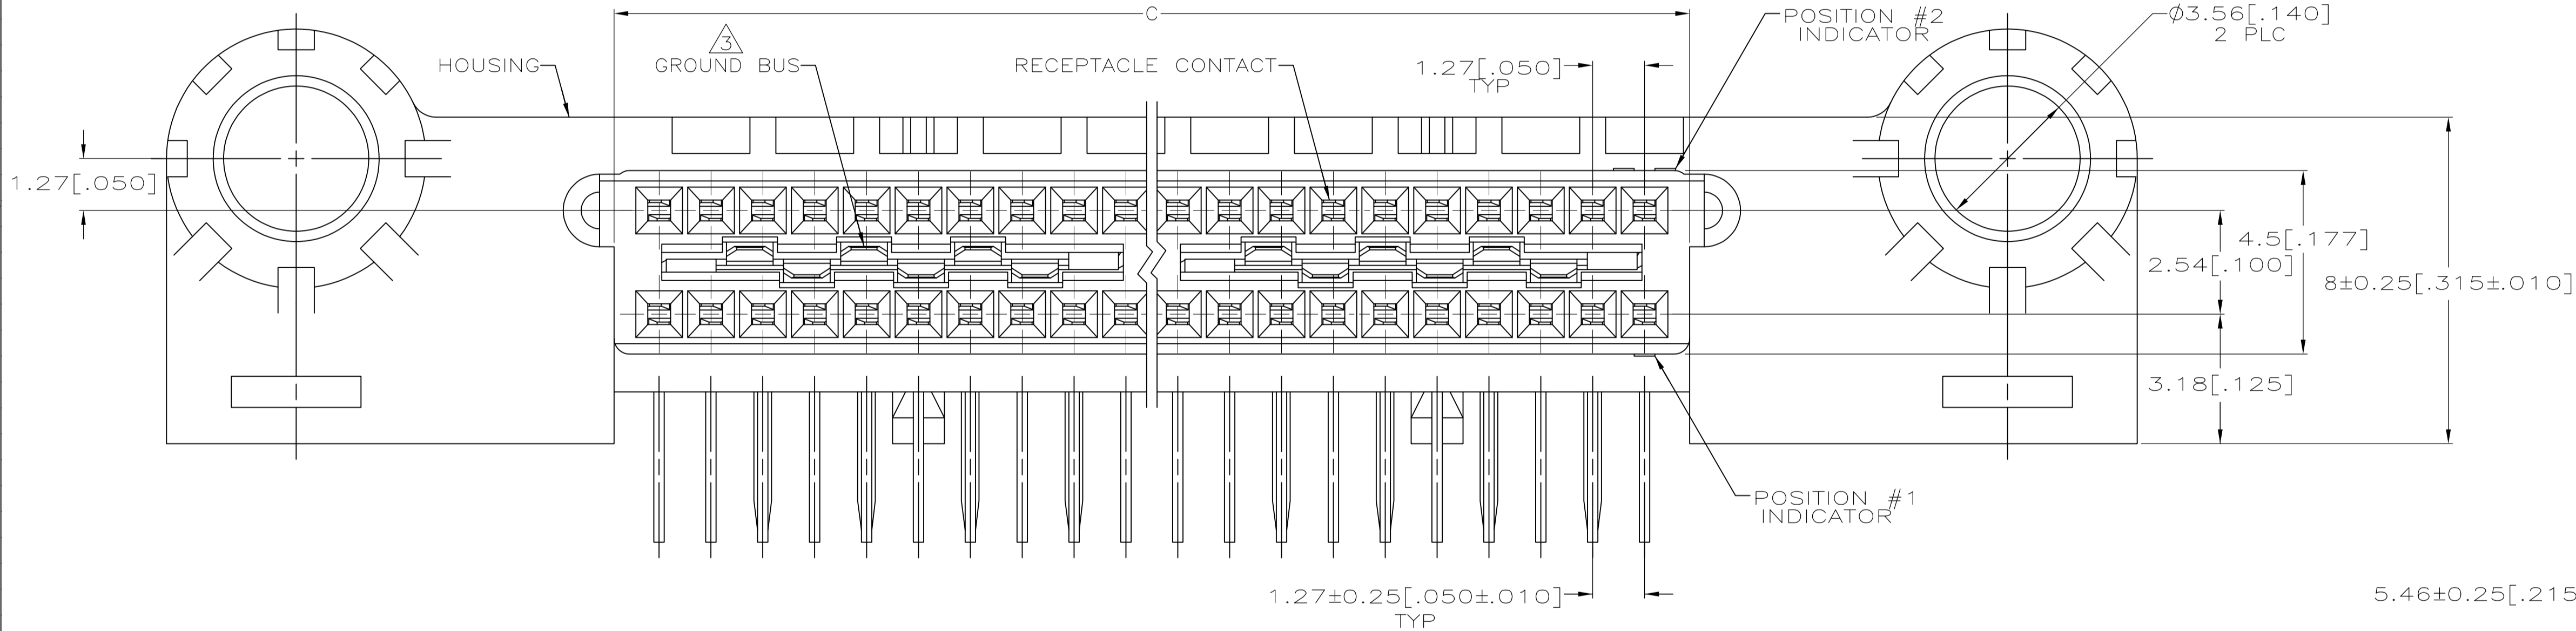 C
POSITION #2
INDICATOR
Ø3.56[.140]
2 PLC
3
HOUSING
GROUND BUS
RECEPTACLE CONTACT
1.27[.050]
TYP
1.27[.050]
4.5[.177]
2.54[.100]
8±0.25[.315±.010]
3.18[.125]
POSITION #1
INDICATOR
1.27±0.25[.050±.010]
TYP
5.46±0.25[.215